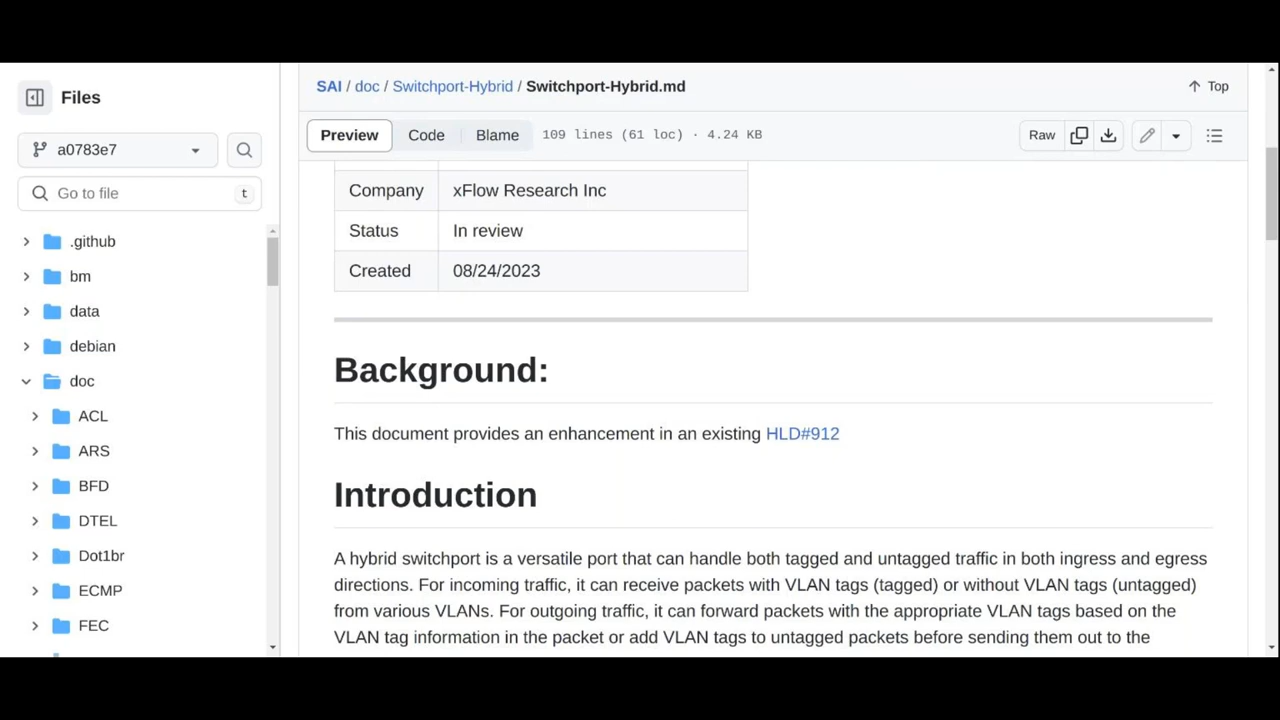 Files
a0783e7
Go to file
t
.github
bm
data
debian
doc
ACL
ARS
BFD
DTEL
Dot1br
ECMP
FEC
SAI / doc / Switchport-Hybrid / Switchport-Hybrid.md
Top
Preview Code Blame 109 lines (61 loc) · 4.24 KB
Raw
Company xFlow Research Inc
Status In review
Created 08/24/2023
Background:
This document provides an enhancement in an existing HLD#912
Introduction
A hybrid switchport is a versatile port that can handle both tagged and untagged traffic in both ingress and egress
directions. For incoming traffic, it can receive packets with VLAN tags (tagged) or without VLAN tags (untagged)
from various VLANs. For outgoing traffic, it can forward packets with the appropriate VLAN tags based on the
VLAN tag information in the packet or add VLAN tags to untagged packets before sending them out to the